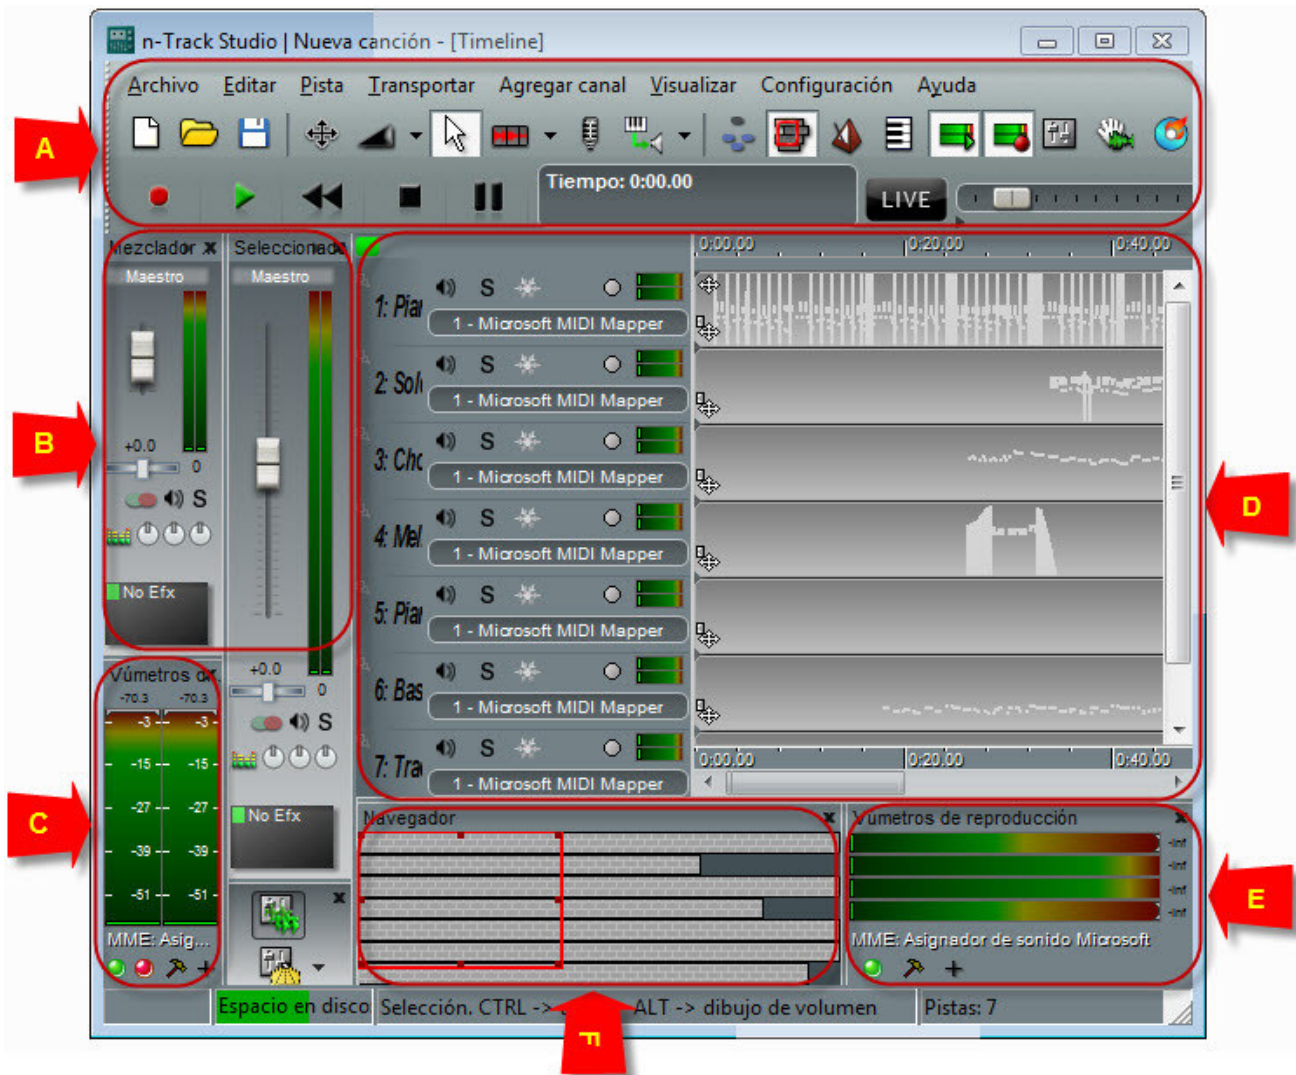 n-Track Studio | Nueva canción - [Timeline]
Archivo Editar Pista Transportar Agregar canal Visualizar Configuración Ayuda
A
Tiempo: 0:00.00
LIVE
Mezclador Seleccionado
0:00.00 0:20.00 0:40.00
Maestro Maestro
1: Pia
S
1 - Microsoft MIDI Mapper
2: Sol
S
1 - Microsoft MIDI Mapper
B
+0.0
0
S
3: Cho
S
1 - Microsoft MIDI Mapper
D
4: Mel
S
1 - Microsoft MIDI Mapper
No Efx
5: Pia
S
1 - Microsoft MIDI Mapper
Vúmetros d
-70.3 -70.3
+0.0
0
S
6: Bas
S
1 - Microsoft MIDI Mapper
-3 -3
-15 -15
-27 -27
-39 -39
-51 -51
7: Tra
S
1 - Microsoft MIDI Mapper
0:00.00 0:20.00 0:40.00
C
No Efx
Navegador
Vúmetros de reproducción
-Inf
-Inf
-Inf
-Inf
E
MME: Asig...
MME: Asignador de sonido Microsoft
Espacio en disco Selección. CTRL -> ALT -> dibujo de volumen Pistas: 7
F